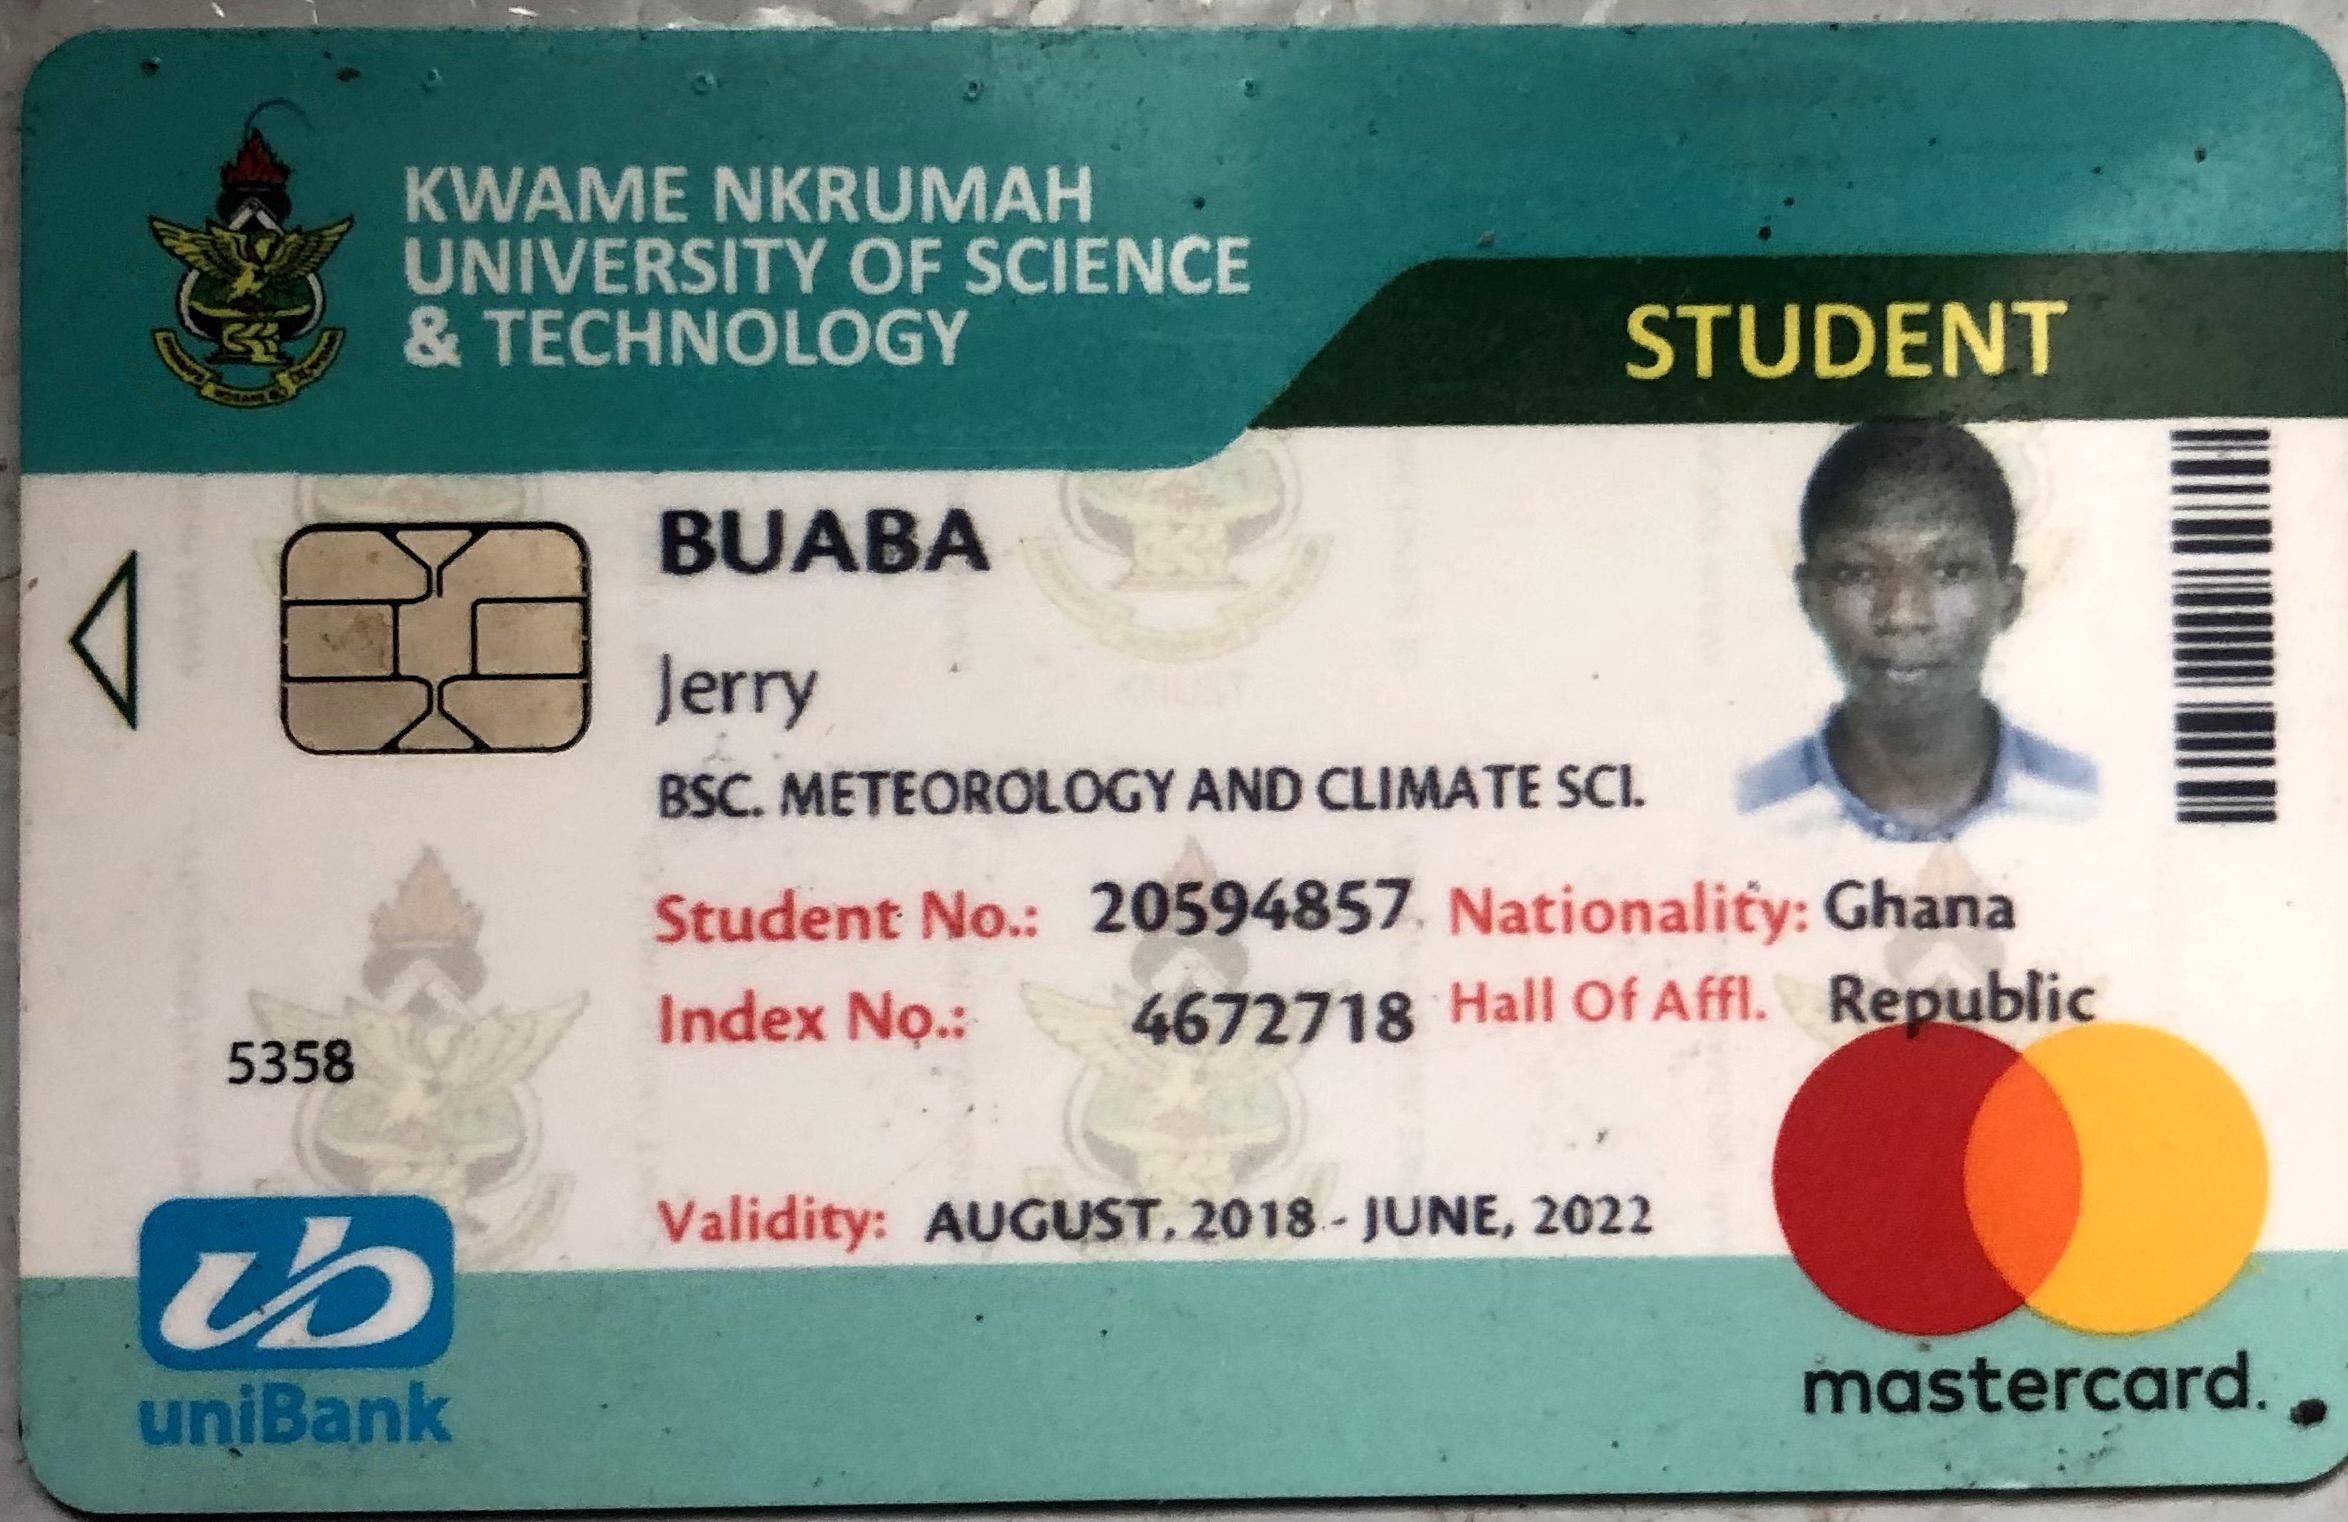 KWAME NKRUMAH
UNIVERSITY OF SCIENCE
& TECHNOLOGY
STUDENT
BUABA
Jerry
BSC. METEOROLOGY AND CLIMATE SCI.
Student No.: 20594857 Nationality: Ghana
Index No.: 4672718 Hall Of Affl. Republic
5358
Validity: AUGUST, 2018 - JUNE, 2022
ub
uniBank
mastercard.